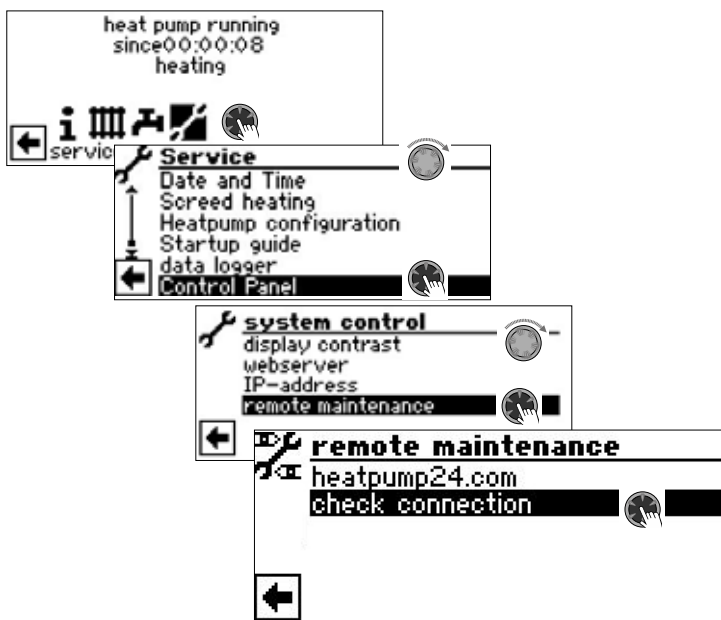 heat pump running
since00:00:08
heating
servic
Service
Date and Time
Screed heating
Heatpump configuration
Startup guide
data logger
Control Panel
system control
display contrast
webserver
IP-address
remote maintenance
remote maintenance
heatpump24.com
check connection